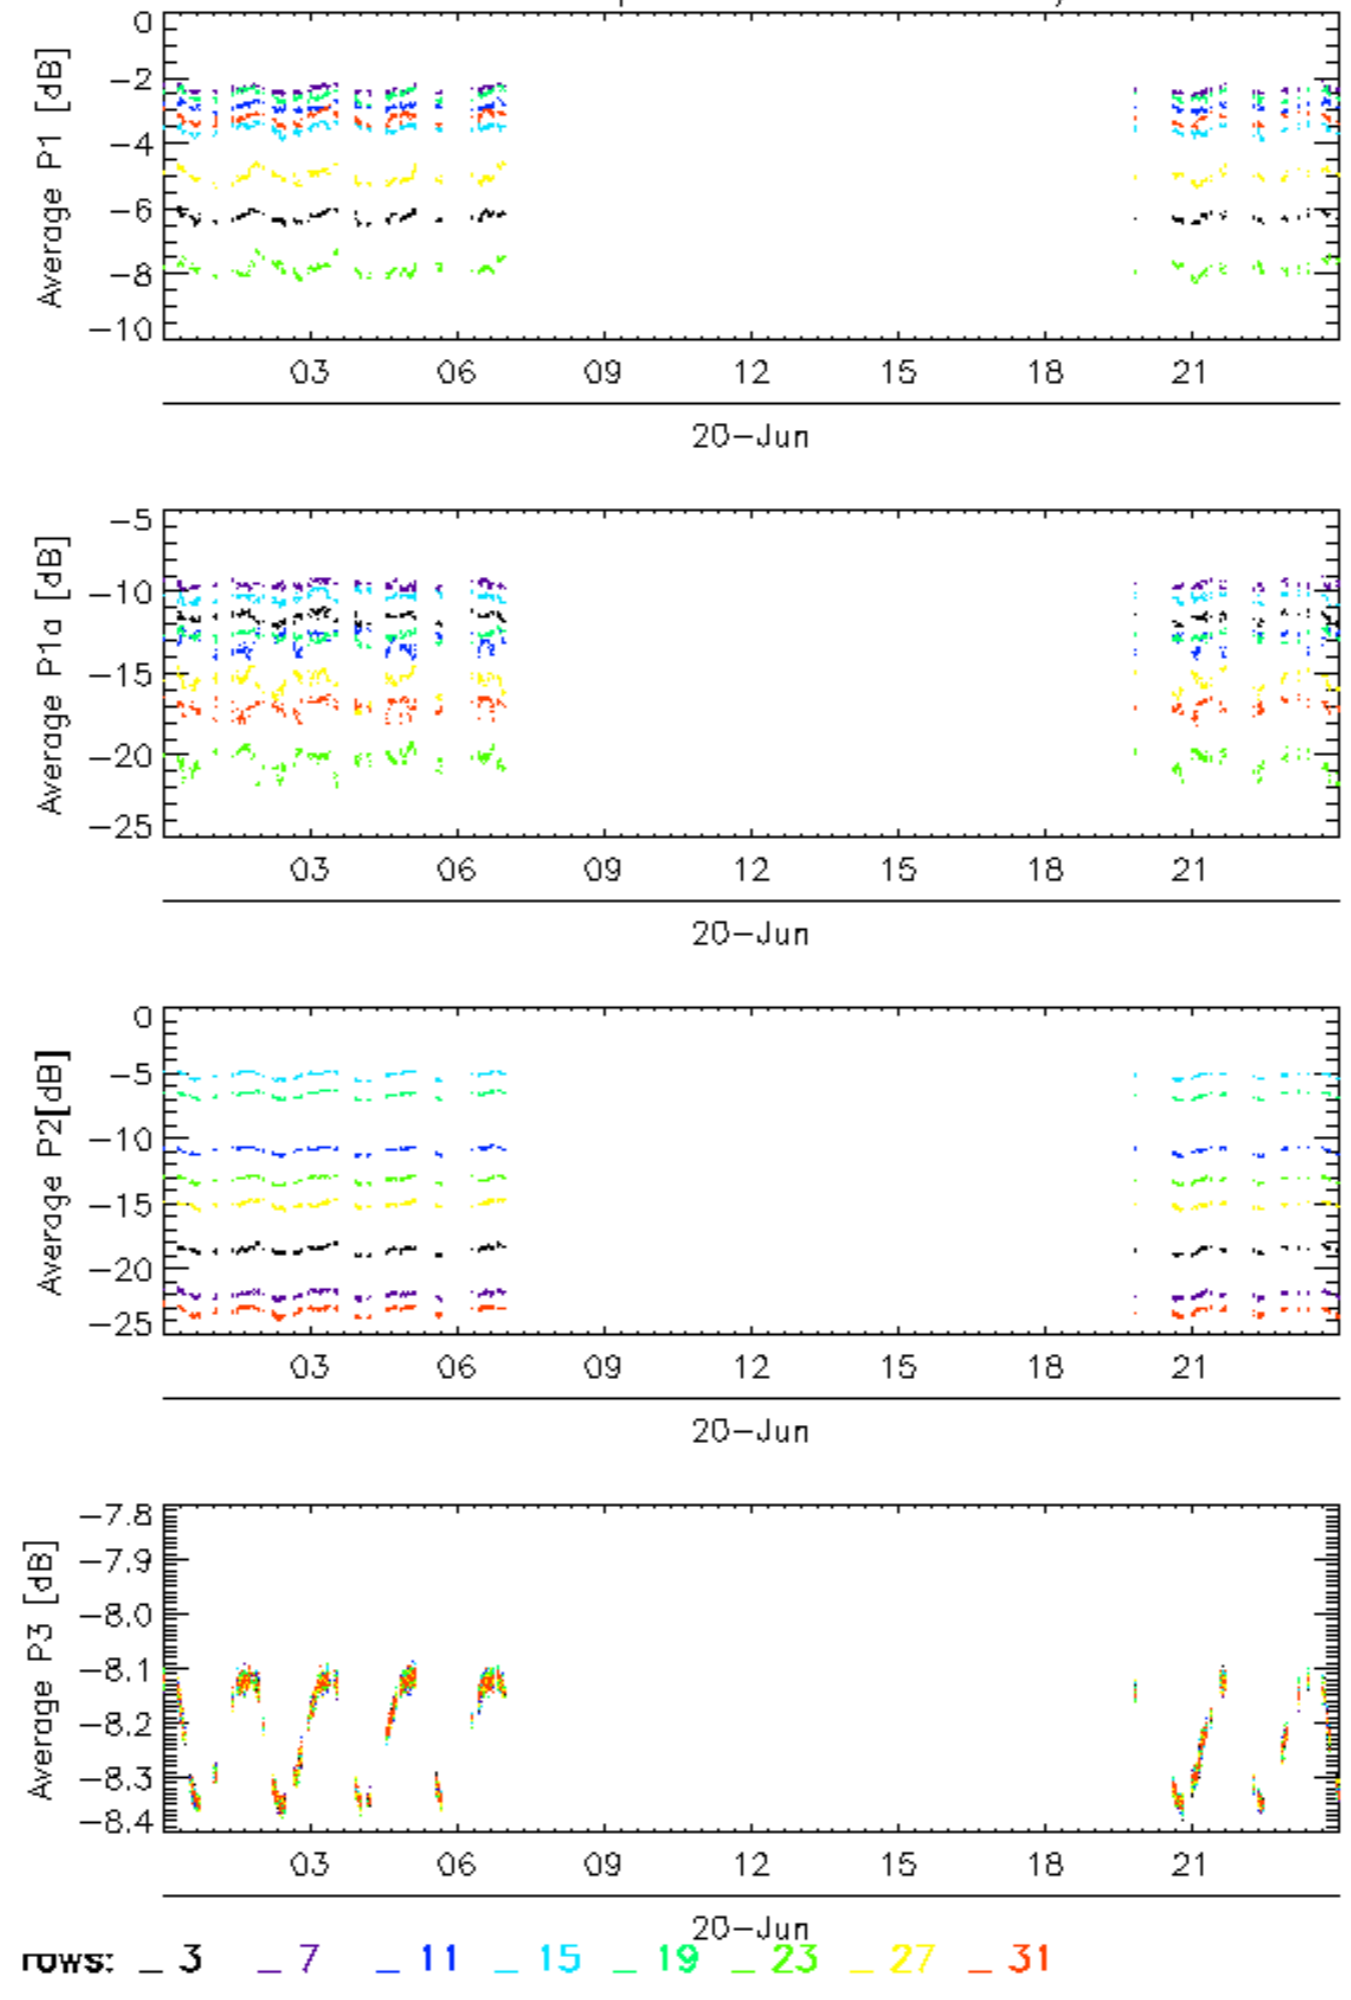 0
Average P1 [dB]
-2
-4
-6
-8
-10
03 06 09 12 15 18 21
20-Jun
-5
Average P1a [dB]
-10
-15
-20
-25
03 06 09 12 15 18 21
20-Jun
0
Average P2[dB]
-5
-10
-15
-20
-25
03 06 09 12 15 18 21
20-Jun
-7.8
Average P3 [dB]
-7.9
-8.0
-8.1
-8.2
-8.3
-8.4
03 06 09 12 15 18 21
20-Jun
rows: _ 3 _ 7 _ 11 _ 15 _ 19 _ 23 _ 27 _ 31